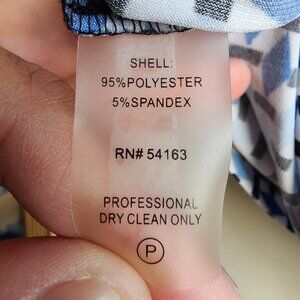 SHELL:
95%POLYESTER
5%SPANDEX
RN# 54163
PROFESSIONAL
DRY CLEAN ONLY
P